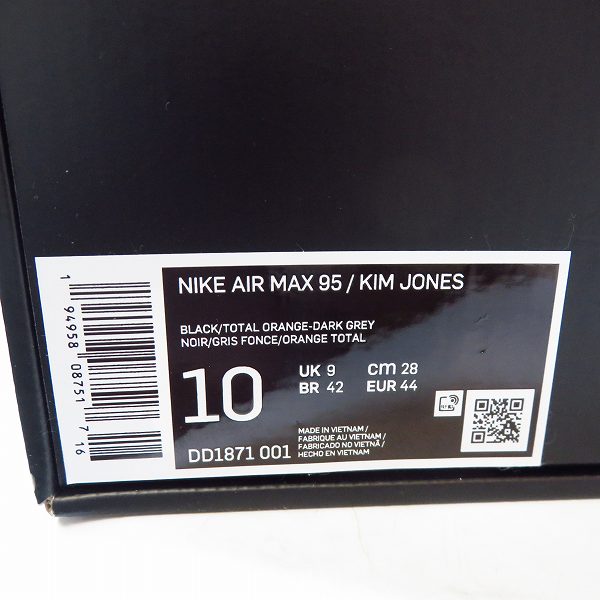 NIKE AIR MAX 95 / KIM JONES
BLACK/TOTAL ORANGE-DARK GREY
NOIR/GRIS FONCE/ORANGE TOTAL
10
UK 9 cm 28
BR 42 EUR 44
DD1871 001
MADE IN VIETNAM /
FABRIQUE AU VIETNAM /
FABRICADO NO VIETNÃ /
HECHO EN VIETNAM
1 94958 08751 7 16